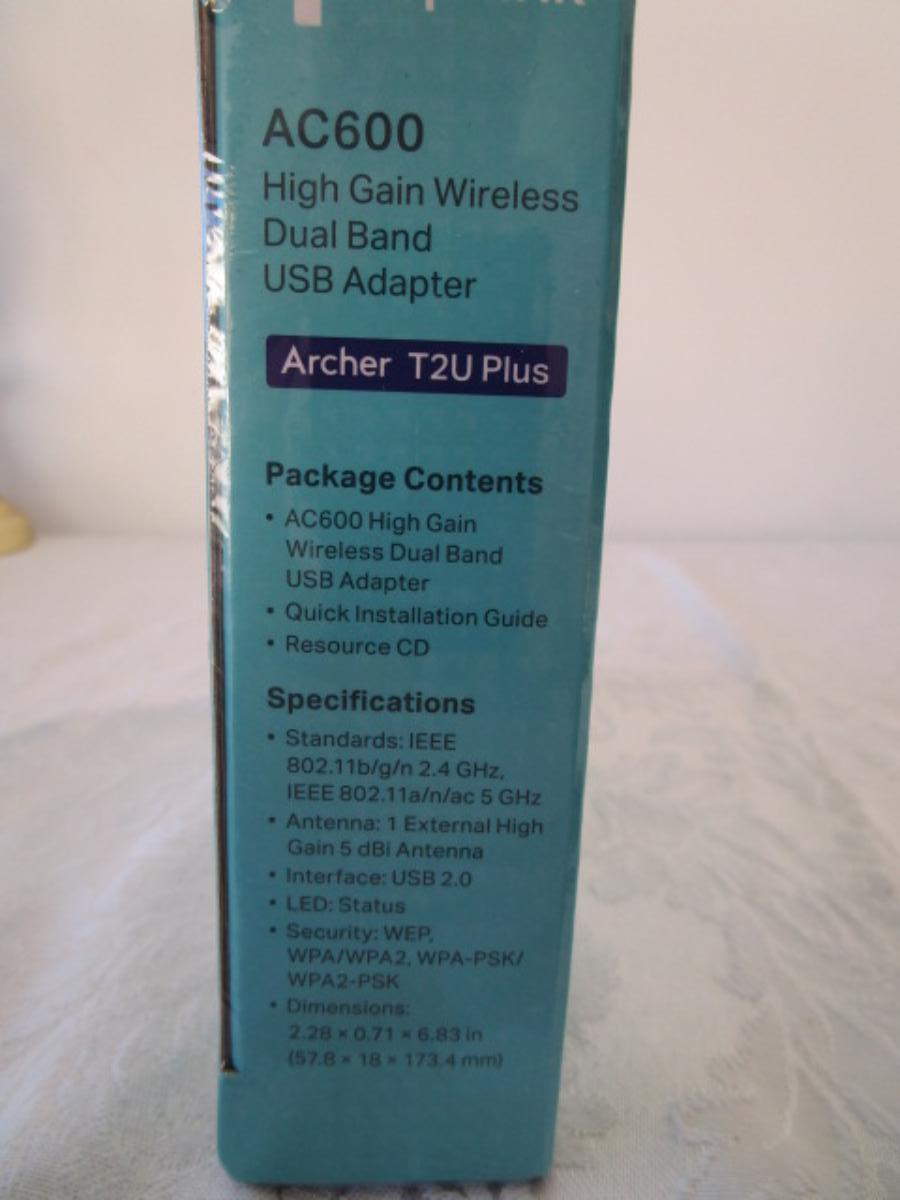 AC600
High Gain Wireless
Dual Band
USB Adapter
Archer T2U Plus
Package Contents
• AC600 High Gain
Wireless Dual Band
USB Adapter
• Quick Installation Guide
• Resource CD
Specifications
• Standards: IEEE
802.11b/g/n 2.4 GHz,
IEEE 802.11a/n/ac 5 GHz
• Antenna: 1 External High
Gain 5 dBi Antenna
• Interface: USB 2.0
• LED: Status
• Security: WEP,
WPA/WPA2, WPA-PSK/
WPA2-PSK
• Dimensions:
2.28 × 0.71 × 6.83 in
(57.8 × 18 × 173.4 mm)